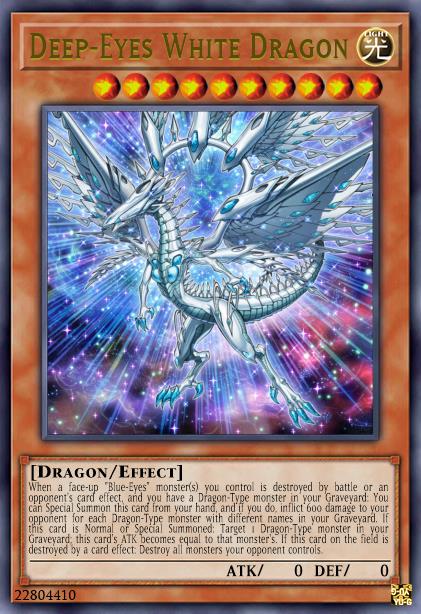 DEEP-EYES WHITE DRAGON
LIGHT
光
[DRAGON/EFFECT]
When a face-up "Blue-Eyes" monster(s) you control is destroyed by battle or an
opponent's card effect, and you have a Dragon-Type monster in your Graveyard: You
can Special Summon this card from your hand, and if you do, inflict 600 damage to your
opponent for each Dragon-Type monster with different names in your Graveyard. If
this card is Normal or Special Summoned: Target 1 Dragon-Type monster in
your Graveyard; this card's ATK becomes equal to that monster's. If this card on the field is
destroyed by a card effect: Destroy all monsters your opponent controls.
ATK/ 0 DEF/ 0
22804410